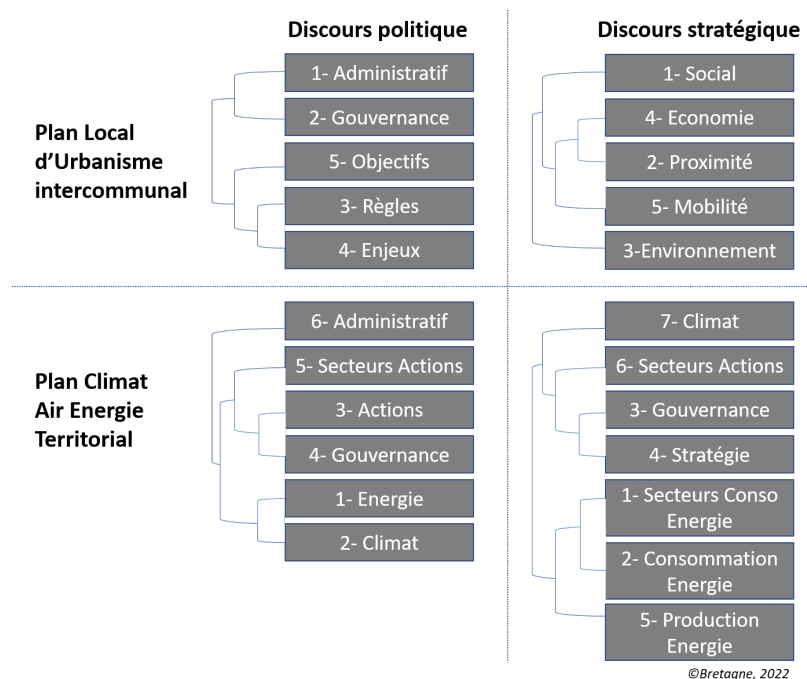 Discours politique
Discours stratégique
Plan Local
d’Urbanisme
intercommunal
1- Administratif
2- Gouvernance
5- Objectifs
3- Règles
4- Enjeux
1- Social
4- Economie
2- Proximité
5- Mobilité
3-Environnement
Plan Climat
Air Energie
Territorial
6- Administratif
5- Secteurs Actions
3- Actions
4- Gouvernance
1- Energie
2- Climat
7- Climat
6- Secteurs Actions
3- Gouvernance
4- Stratégie
1- Secteurs Conso
Energie
2- Consommation
Energie
5- Production
Energie
©Bretagne, 2022